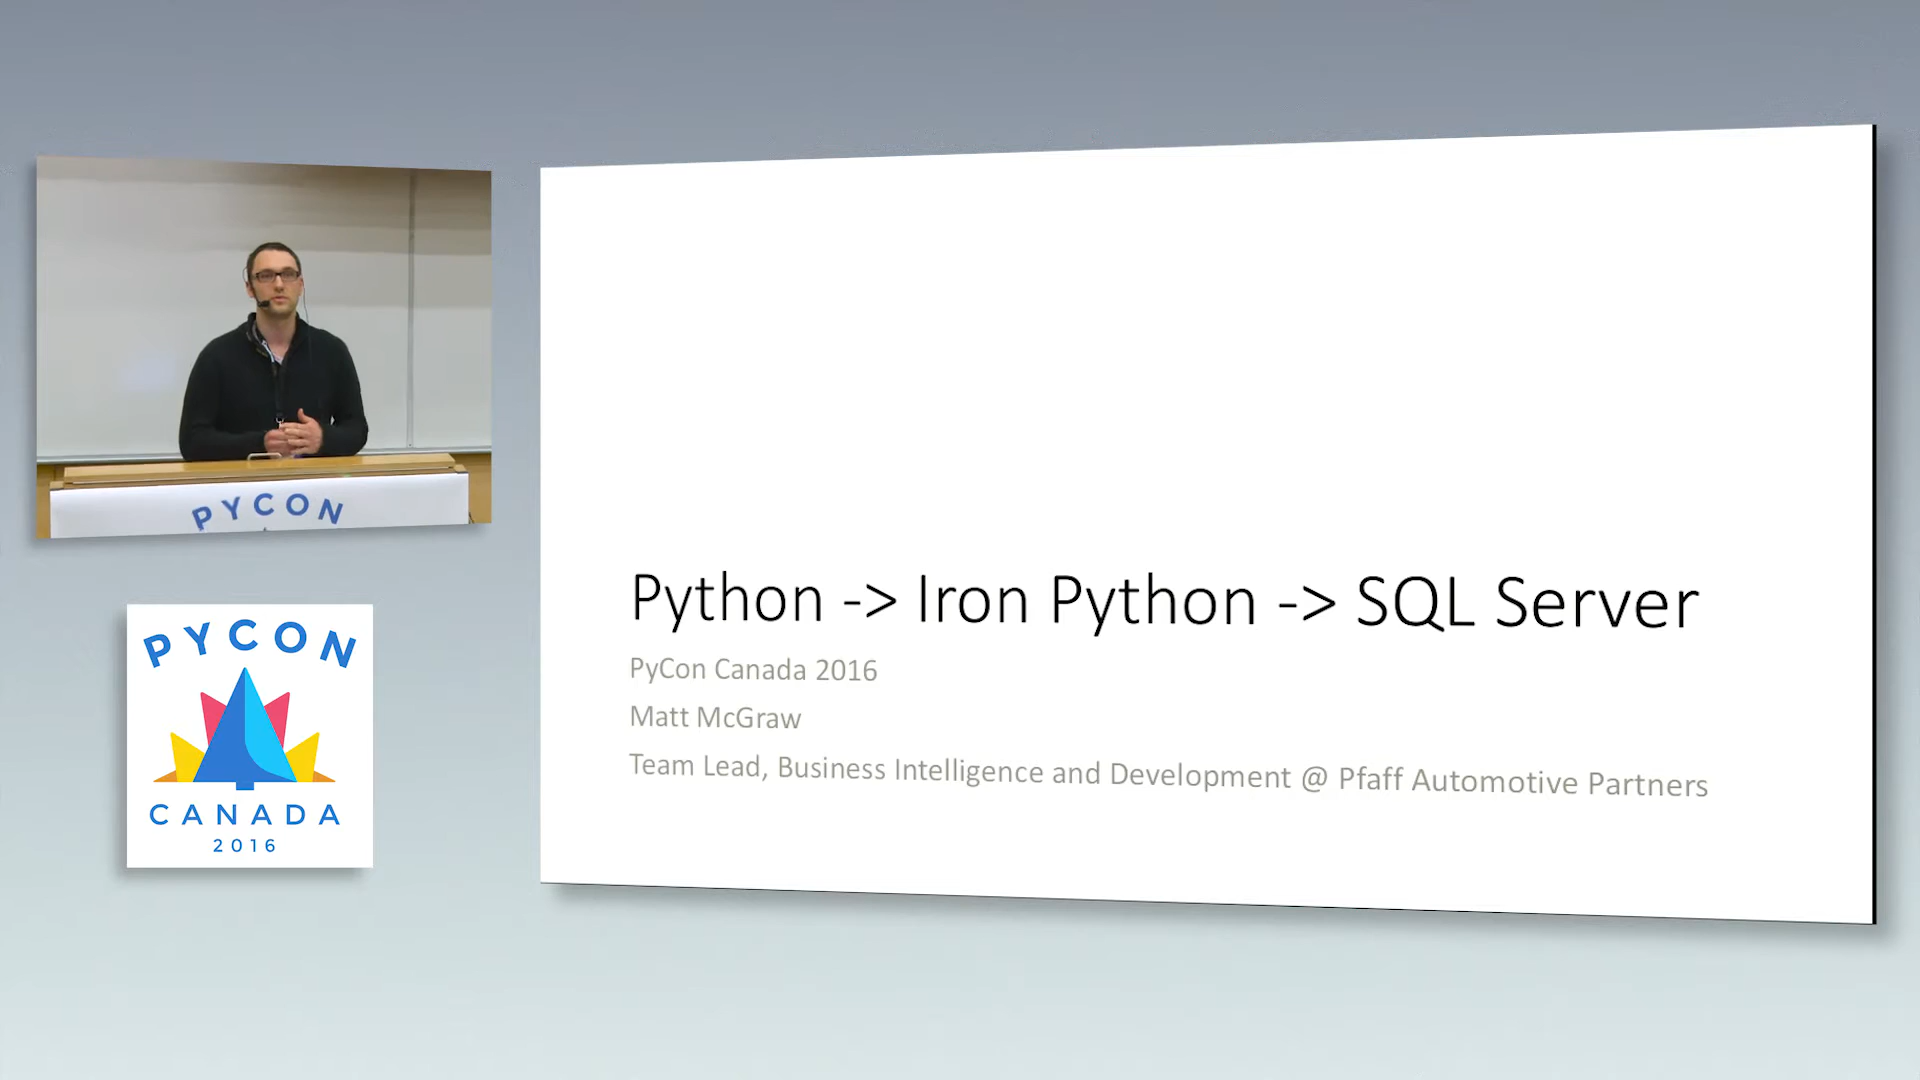 PYCON
PYCON
CANADA
2016
Python -> Iron Python -> SQL Server
PyCon Canada 2016
Matt McGraw
Team Lead, Business Intelligence and Development @ Pfaff Automotive Partners